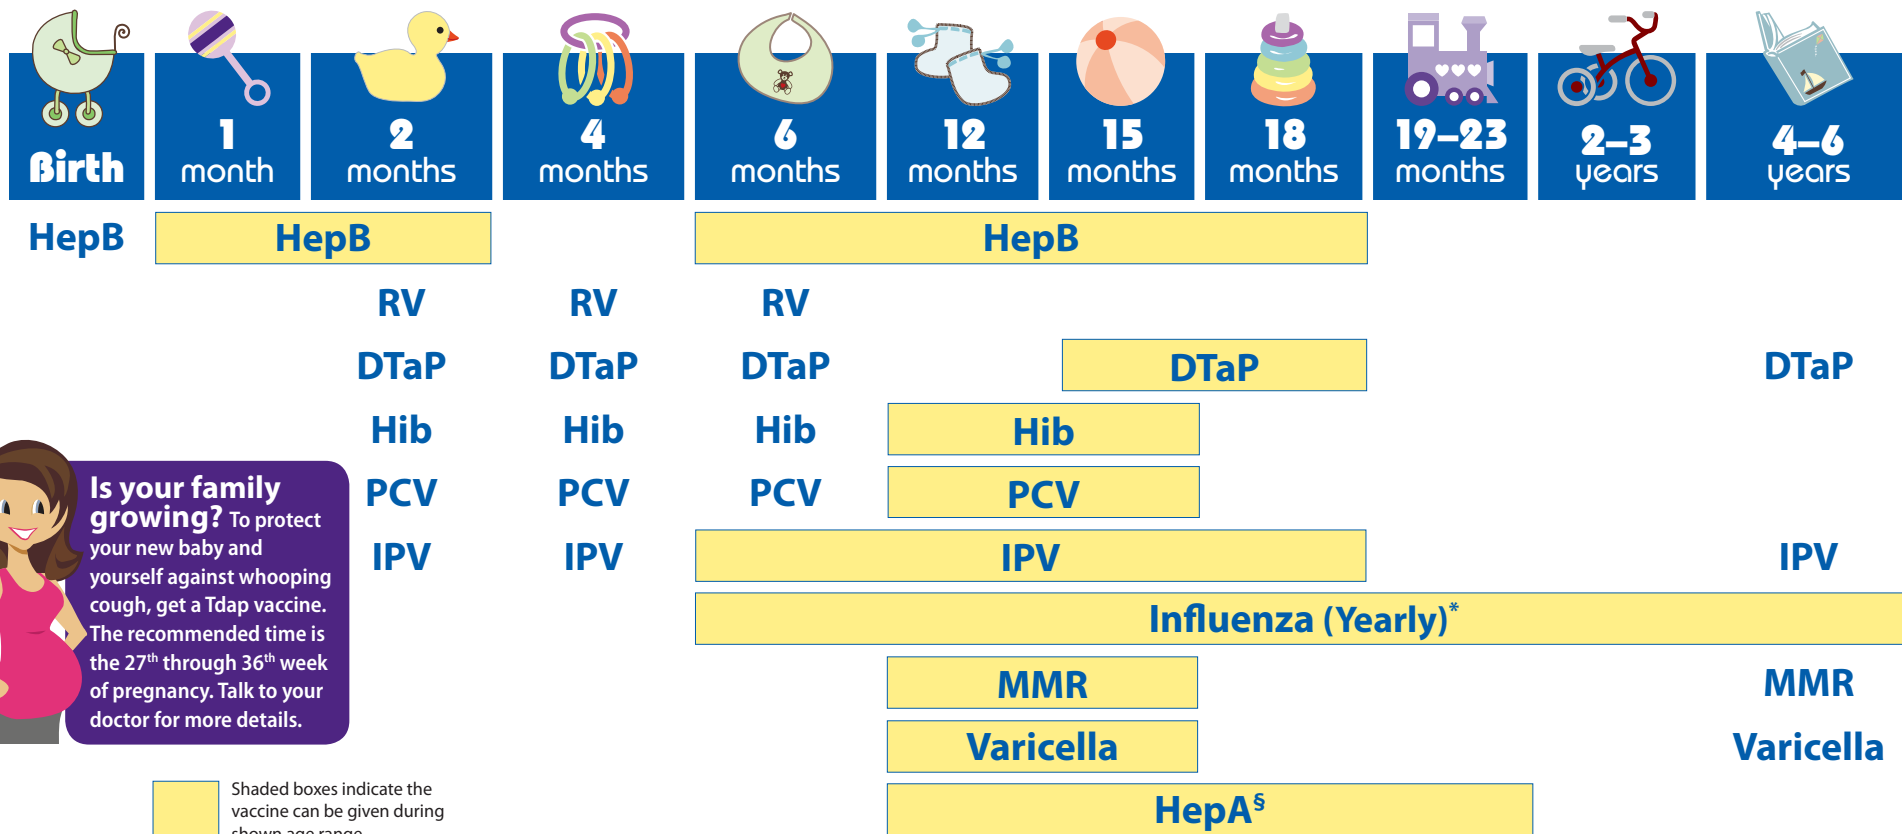 Birth
1
month
2
months
4
months
6
months
12
months
15
months
18
months
19–23
months
2–3
years
4–6
years
HepB HepB HepB
RV RV RV
DTaP DTaP DTaP DTaP DTaP
Hib Hib Hib Hib
PCV PCV PCV PCV
IPV IPV IPV IPV
Influenza (Yearly)*
MMR MMR
Varicella Varicella
HepA§
Is your family
growing? To protect
your new baby and
yourself against whooping
cough, get a Tdap vaccine.
The recommended time is
the 27th through 36th week
of pregnancy. Talk to your
doctor for more details.
Shaded boxes indicate the
vaccine can be given during
shown age range